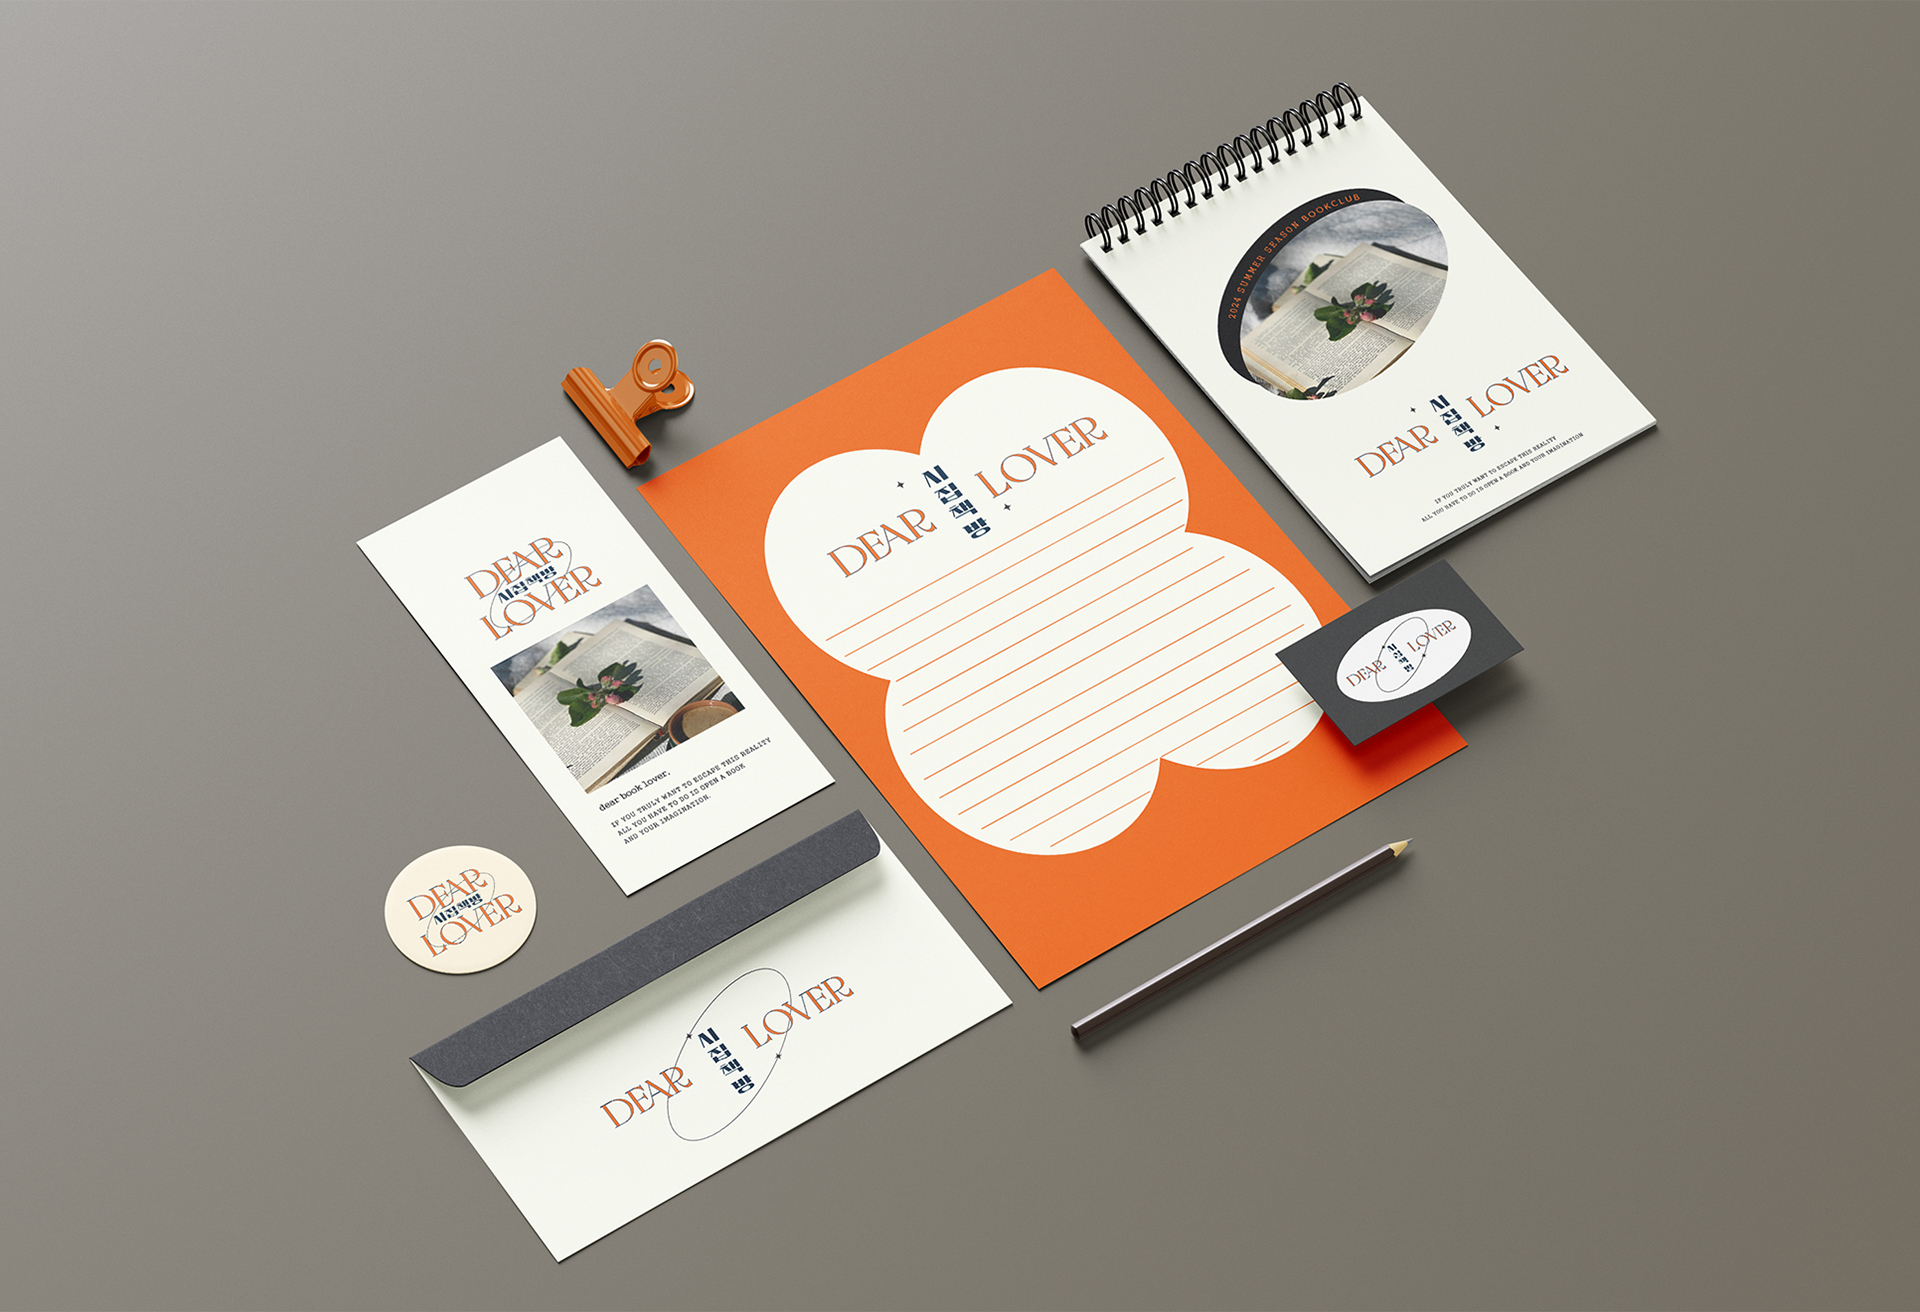 2024 SUMMER SEASON BOOKCLUB
DEAR 시집책방 LOVER
IF YOU TRULY WANT TO ESCAPE THIS REALITY
ALL YOU HAVE TO DO IS OPEN A BOOK AND YOUR IMAGINATION
DEAR 시집책방 LOVER
DEAR 시집책방 LOVER
DEAR
시집책방
LOVER
dear book lover,
IF YOU TRULY WANT TO ESCAPE THIS REALITY
ALL YOU HAVE TO DO IS OPEN A BOOK
AND YOUR IMAGINATION.
DEAR
시집책방
LOVER
DEAR 시집책방 LOVER